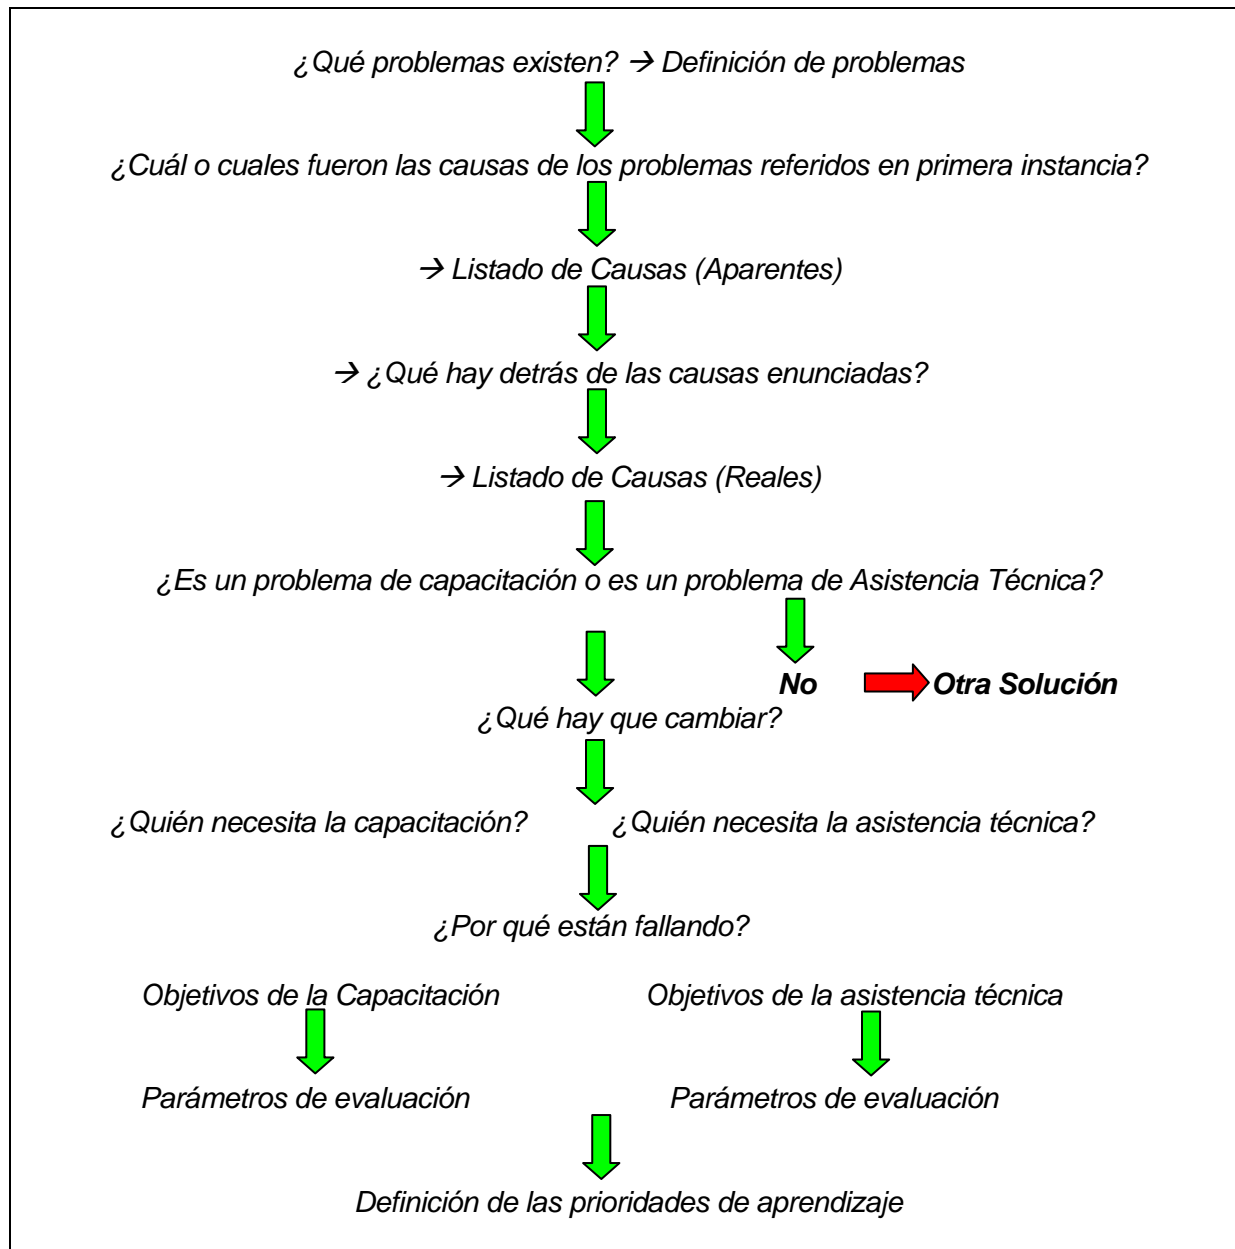 ¿Qué problemas existen? → Definición de problemas
¿Cuál o cuales fueron las causas de los problemas referidos en primera instancia?
→ Listado de Causas (Aparentes)
→ ¿Qué hay detrás de las causas enunciadas?
→ Listado de Causas (Reales)
¿Es un problema de capacitación o es un problema de Asistencia Técnica?
No Otra Solución
¿Qué hay que cambiar?
¿Quién necesita la capacitación? ¿Quién necesita la asistencia técnica?
¿Por qué están fallando?
Objetivos de la Capacitación Objetivos de la asistencia técnica
Parámetros de evaluación Parámetros de evaluación
Definición de las prioridades de aprendizaje